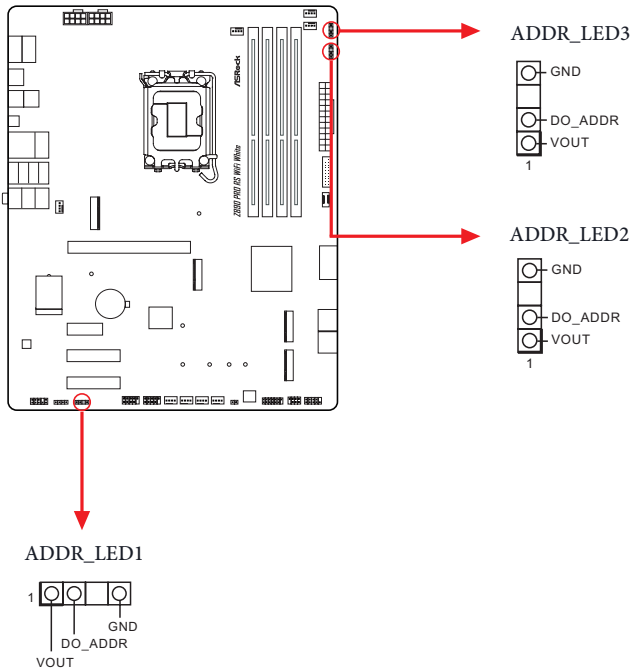 ADDR_LED3
GND
DO_ADDR
VOUT
1
ASRock
Z890 PRO RS WiFi White
ADDR_LED2
GND
DO_ADDR
VOUT
1
ADDR_LED1
1
GND
DO_ADDR
VOUT